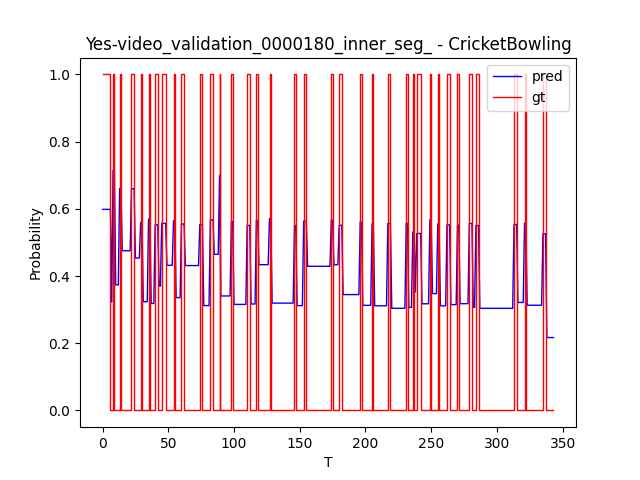 Yes-video_validation_0000180_inner_seg_ - CricketBowling
pred
gt
1.0
0.8
0.6
0.4
0.2
0.0
Probability
0 50 100 150 200 250 300 350
T